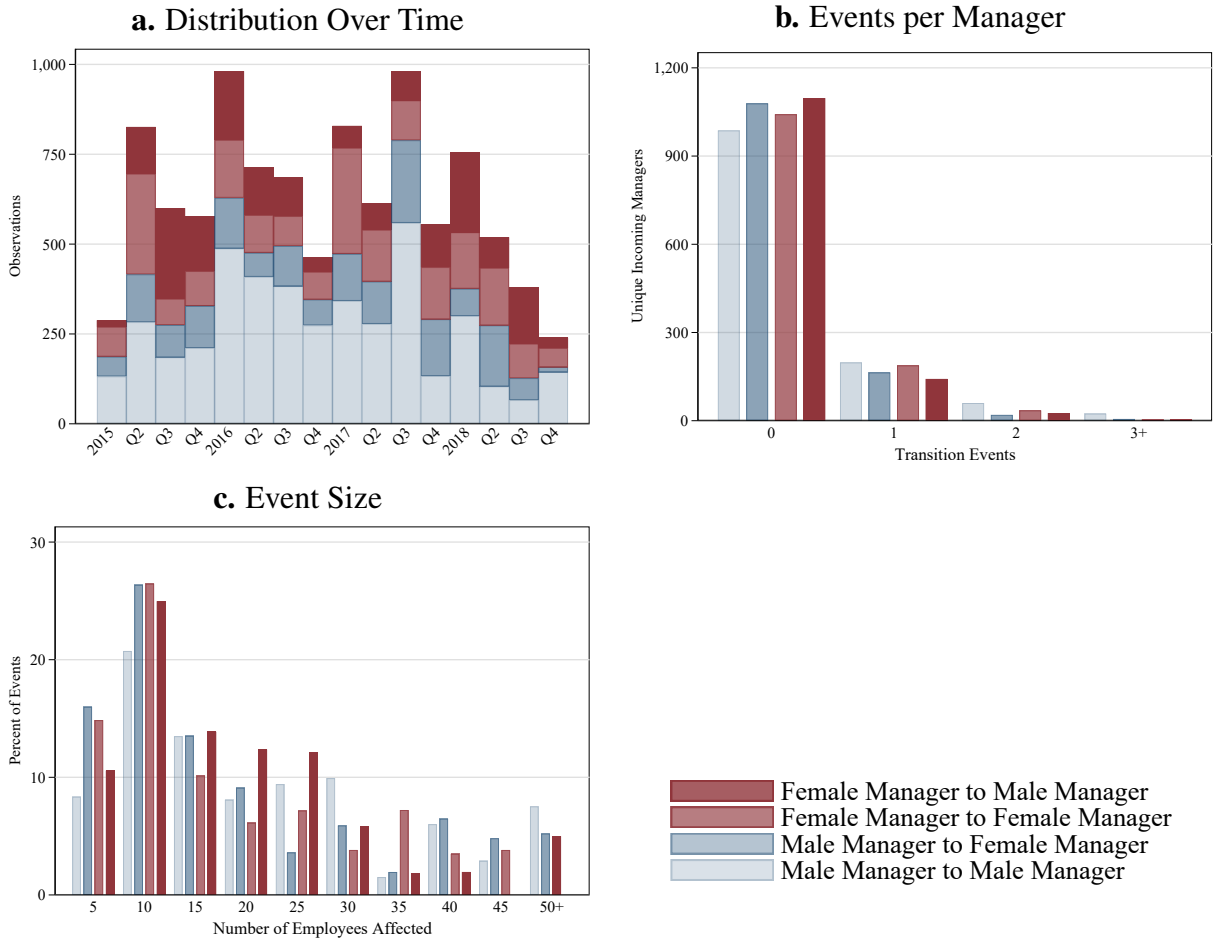 a. Distribution Over Time
1,000
750
500
250
0
Observations
2015 Q2 Q3 Q4 2016 Q2 Q3 Q4 2017 Q2 Q3 Q4 2018 Q2 Q3 Q4
b. Events per Manager
1,200
900
600
300
0
Unique Incoming Managers
0 1 2 3+
Transition Events
c. Event Size
30
20
10
0
Percent of Events
5 10 15 20 25 30 35 40 45 50+
Number of Employees Affected
Female Manager to Male Manager
Female Manager to Female Manager
Male Manager to Female Manager
Male Manager to Male Manager